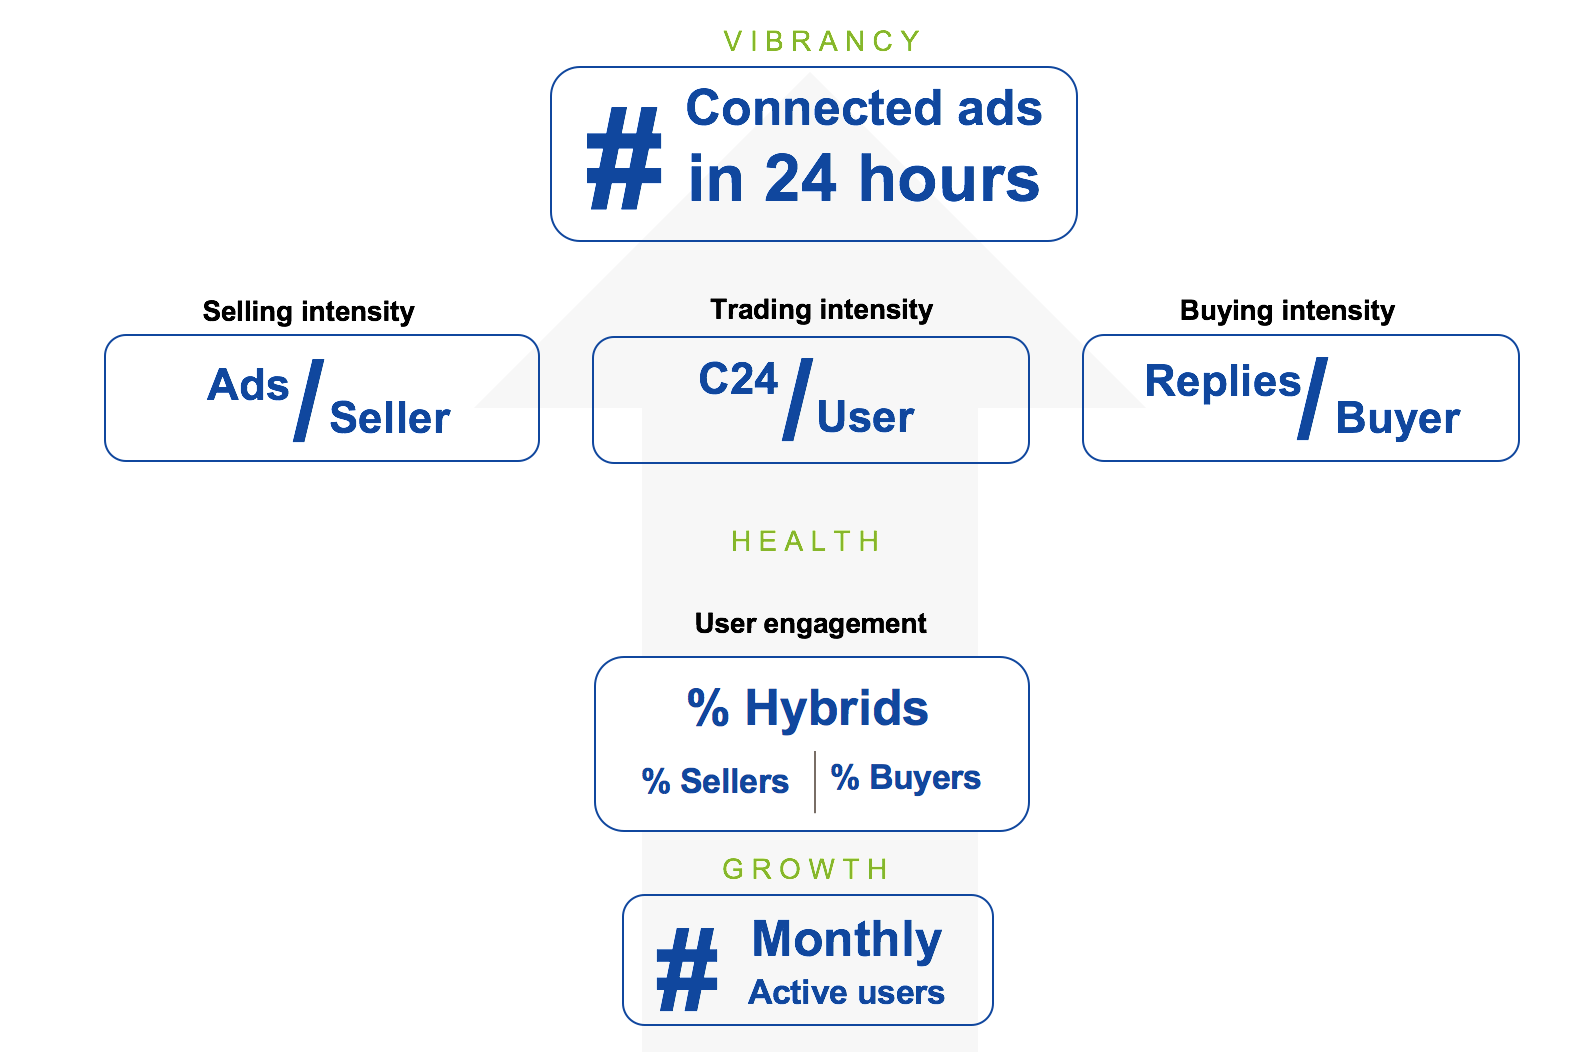 VIBRANCY
# Connected ads
in 24 hours
Selling intensity
Ads/Seller
Trading intensity
C24/User
Buying intensity
Replies/Buyer
HEALTH
User engagement
% Hybrids
% Sellers | % Buyers
GROWTH
# Monthly
Active users